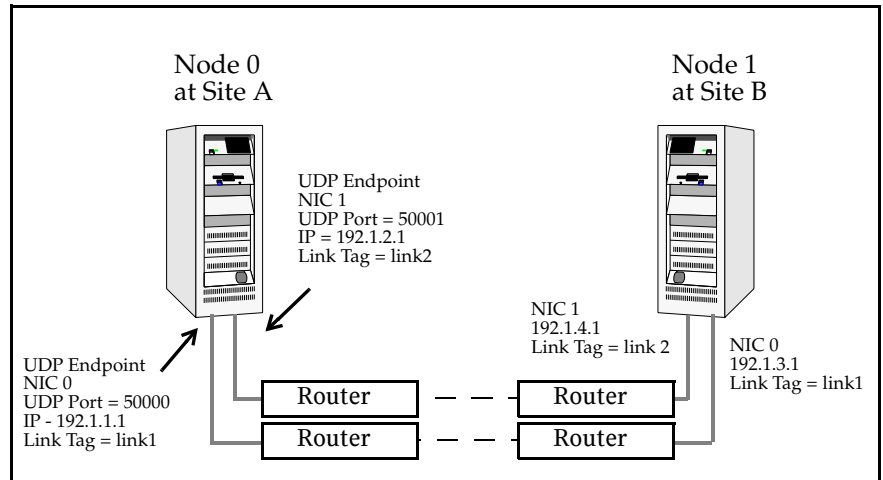 Node 0
at Site A
Node 1
at Site B
UDP Endpoint
NIC 1
UDP Port = 50001
IP = 192.1.2.1
Link Tag = link2
NIC 1
192.1.4.1
Link Tag = link 2
NIC 0
192.1.3.1
Link Tag = link1
UDP Endpoint
NIC 0
UDP Port = 50000
IP - 192.1.1.1
Link Tag = link1
Router
Router
Router
Router